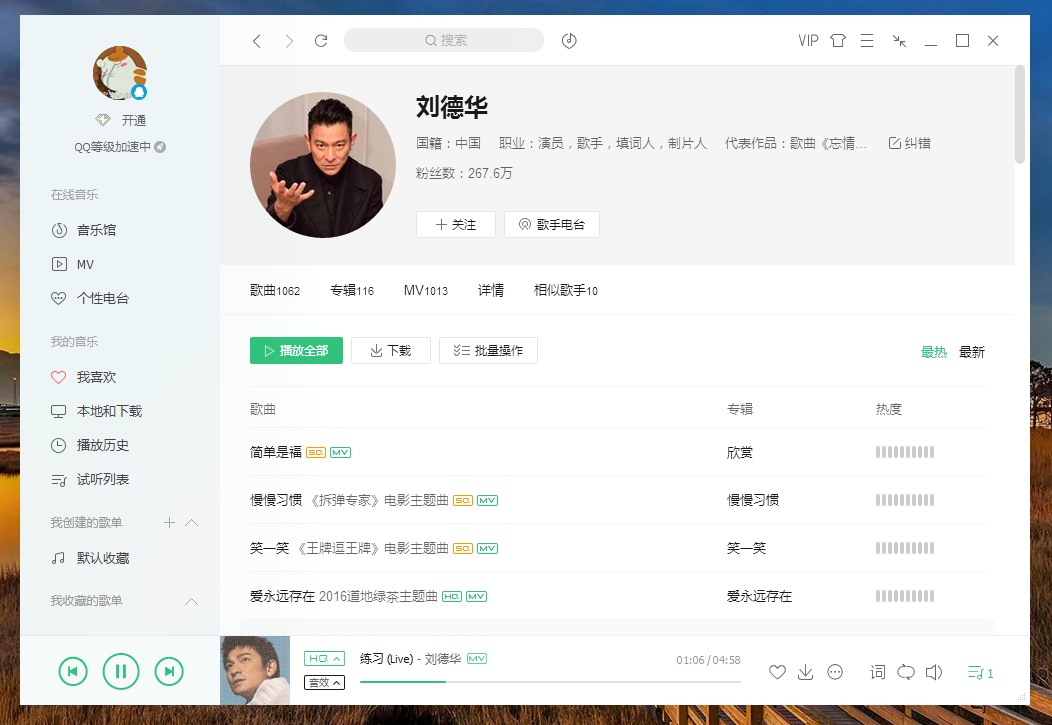 搜索
VIP
开通
QQ等级加速中
在线音乐
音乐馆
MV
个性电台
我的音乐
我喜欢
本地和下载
播放历史
试听列表
我创建的歌单
默认收藏
我收藏的歌单
刘德华
国籍：中国 职业：演员，歌手，填词人，制片人 代表作品：歌曲《忘情... 纠错
粉丝数：267.6万
关注 歌手电台
歌曲1062 专辑116 MV1013 详情 相似歌手10
播放全部 下载 批量操作 最热 最新
歌曲 专辑 热度
简单是福 SQ MV 欣赏
慢慢习惯 《拆弹专家》电影主题曲 SQ MV 慢慢习惯
笑一笑 《王牌逗王牌》电影主题曲 SQ MV 笑一笑
爱永远存在 2016道地绿茶主题曲 HQ MV 爱永远存在
HQ 练习 (Live) - 刘德华 MV 01:06 / 04:58
音效
词
1